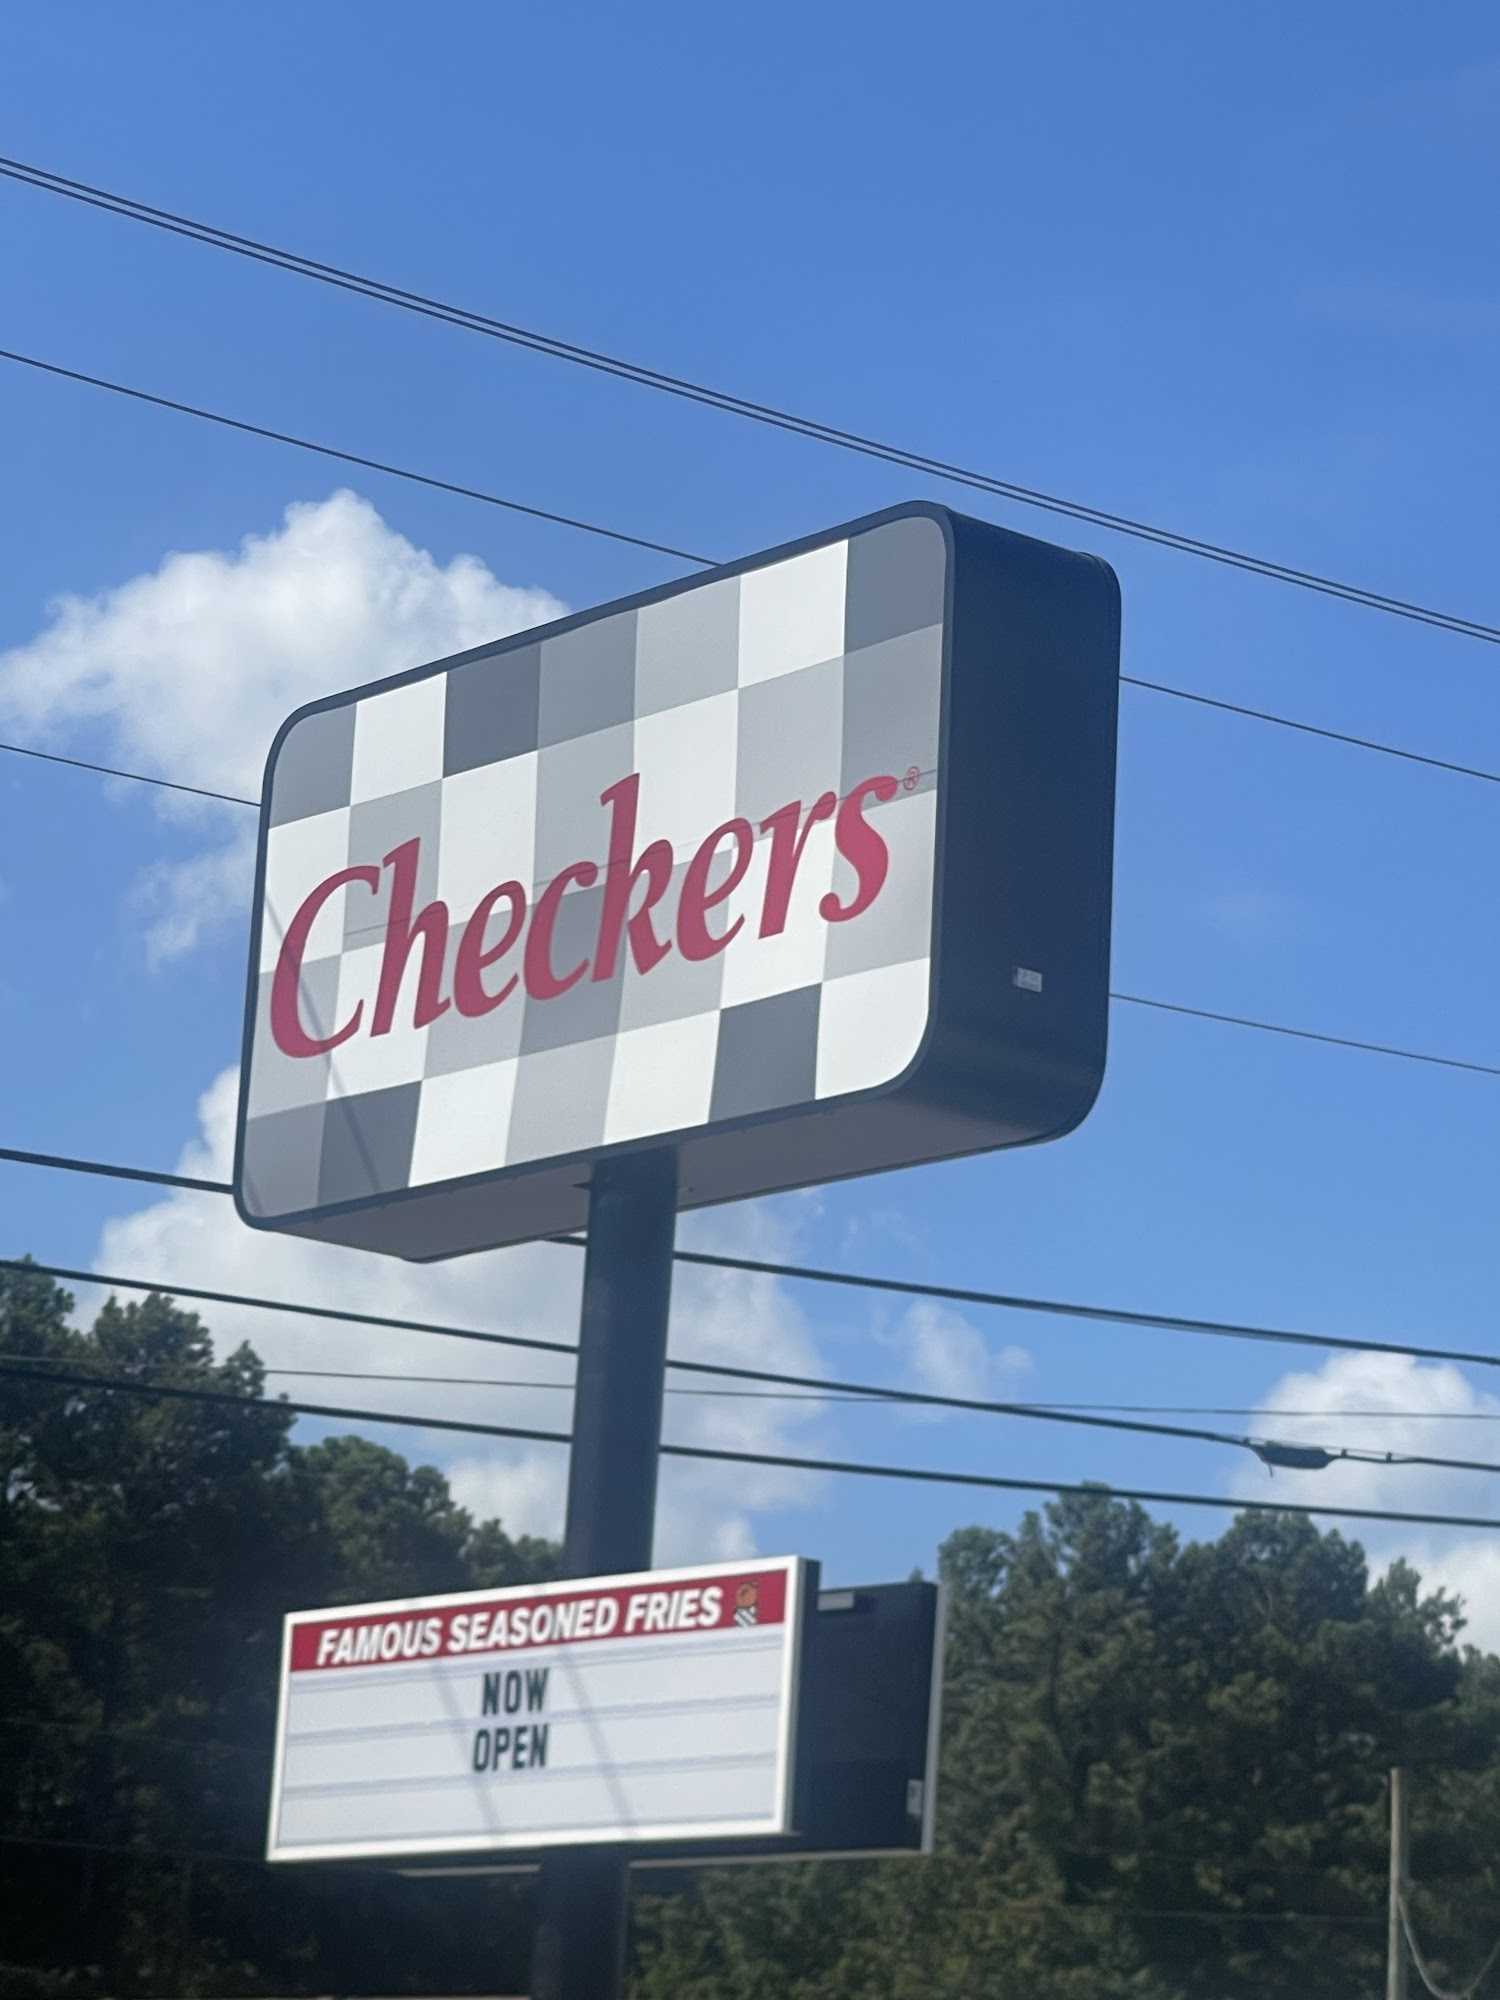 Checkers®
FAMOUS SEASONED FRIES
NOW
OPEN